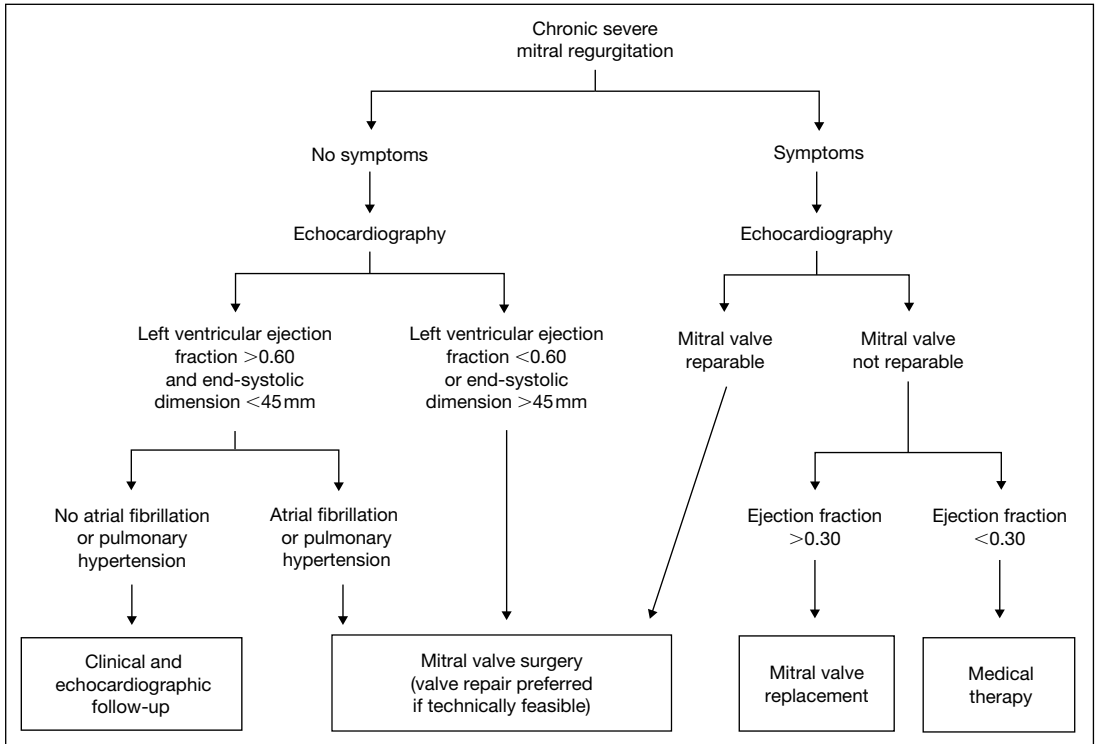 Chronic severe
mitral regurgitation
No symptoms
Symptoms
Echocardiography
Echocardiography
Left ventricular ejection
fraction >0.60
and end-systolic
dimension <45 mm
Left ventricular ejection
fraction <0.60
or end-systolic
dimension >45 mm
Mitral valve
reparable
Mitral valve
not reparable
No atrial fibrillation
or pulmonary
hypertension
Atrial fibrillation
or pulmonary
hypertension
Ejection fraction
>0.30
Ejection fraction
<0.30
Clinical and
echocardiographic
follow-up
Mitral valve surgery
(valve repair preferred
if technically feasible)
Mitral valve
replacement
Medical
therapy